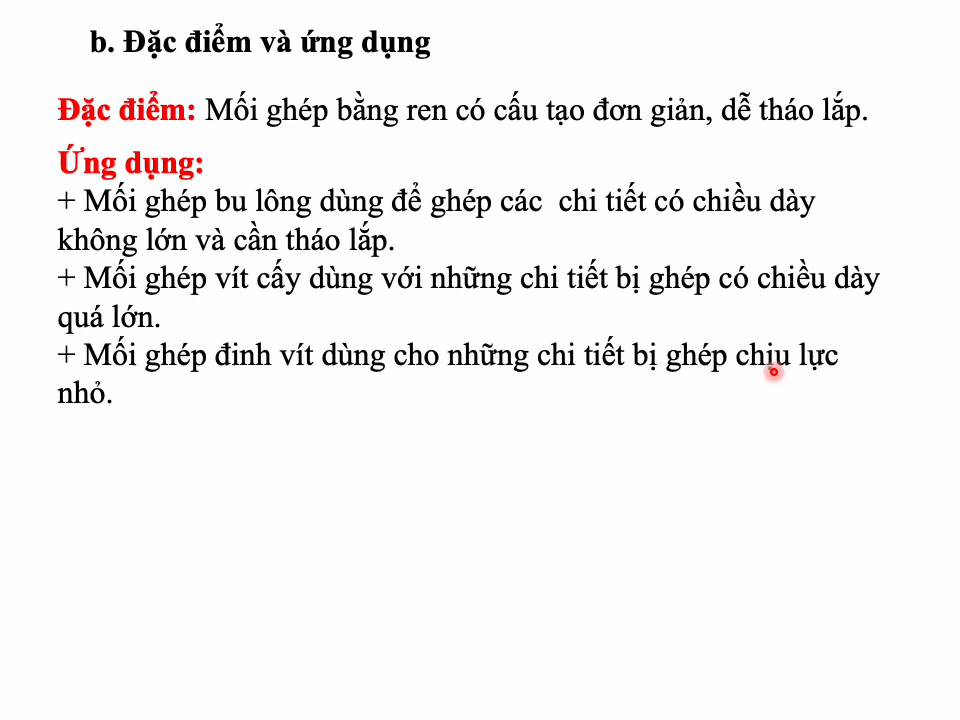 b. Đặc điểm và ứng dụng
Đặc điểm: Mối ghép bằng ren có cấu tạo đơn giản, dễ tháo lắp.
Ứng dụng:
+ Mối ghép bu lông dùng để ghép các  chi tiết có chiều dày
không lớn và cần tháo lắp.
+ Mối ghép vít cấy dùng với những chi tiết bị ghép có chiều dày
quá lớn.
+ Mối ghép đinh vít dùng cho những chi tiết bị ghép chịu lực
nhỏ.